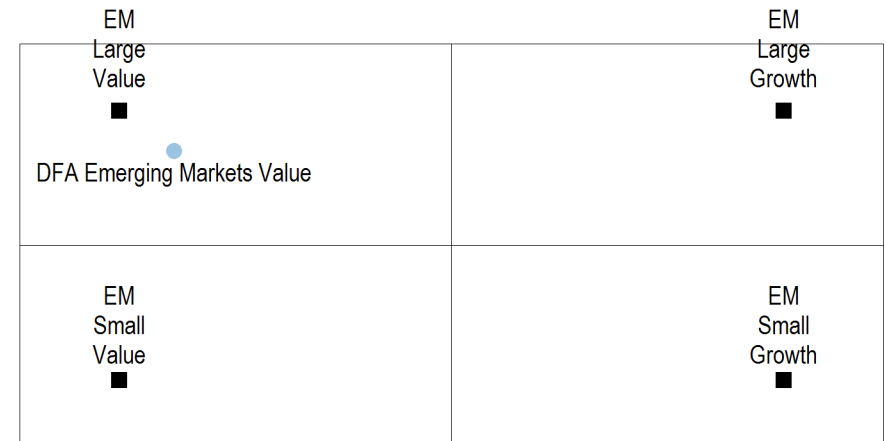 EM
Large
Value
EM
Large
Growth
DFA Emerging Markets Value
EM
Small
Value
EM
Small
Growth